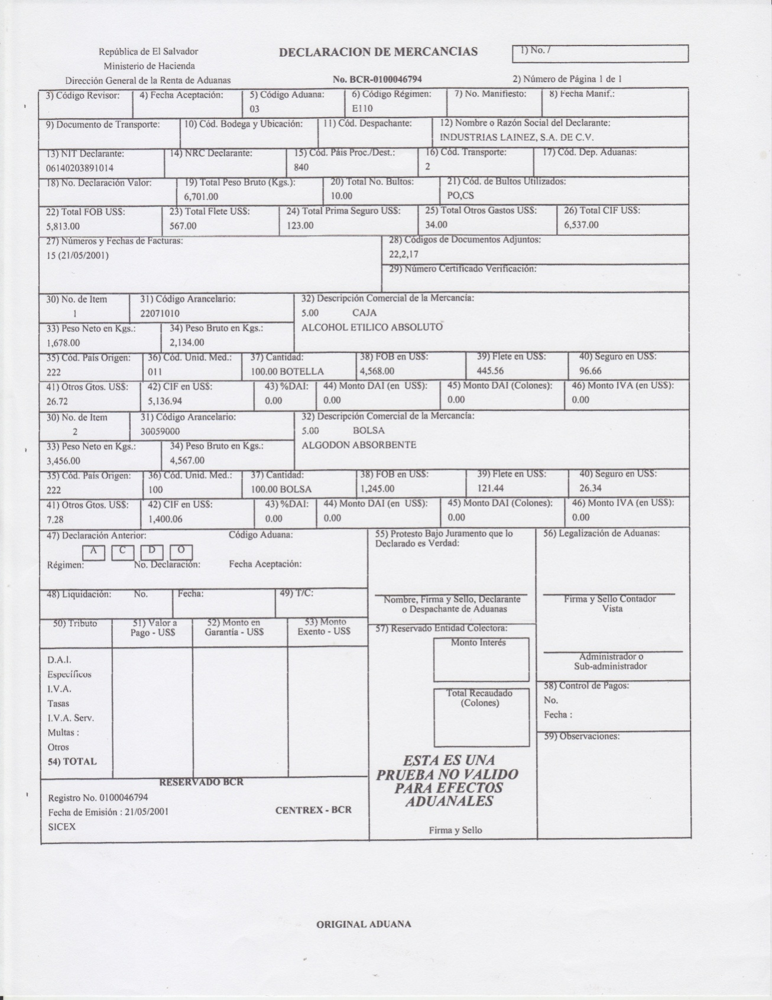 República de El Salvador
Ministerio de Hacienda
Dirección General de la Renta de Aduanas
DECLARACION DE MERCANCIAS
No. BCR-0100046794
1) No. /
2) Número de Página 1 de 1
3) Código Revisor: 4) Fecha Aceptación: 5) Código Aduana: 6) Código Régimen: 7) No. Manifiesto: 8) Fecha Manif.:
03 E110
9) Documento de Transporte: 10) Cód. Bodega y Ubicación: 11) Cód. Despachante: 12) Nombre o Razón Social del Declarante:
INDUSTRIAS LAINEZ, S.A. DE C.V.
13) NIT Declarante: 14) NRC Declarante: 15) Cód. Páis Proc./Dest.: 16) Cód. Transporte: 17) Cód. Dep. Aduanas:
06140203891014 840 2
18) No. Declaración Valor: 19) Total Peso Bruto (Kgs.): 20) Total No. Bultos: 21) Cód. de Bultos Utilizados:
6,701.00 10.00 PO,CS
22) Total FOB US$: 23) Total Flete US$: 24) Total Prima Seguro US$: 25) Total Otros Gastos US$: 26) Total CIF US$:
5,813.00 567.00 123.00 34.00 6,537.00
27) Números y Fechas de Facturas: 28) Códigos de Documentos Adjuntos:
15 (21/05/2001) 22,2,17
29) Número Certificado Verificación:
30) No. de Item 31) Código Arancelario: 32) Descripción Comercial de la Mercancía:
1 22071010 5.00 CAJA
33) Peso Neto en Kgs.: 34) Peso Bruto en Kgs.: ALCOHOL ETILICO ABSOLUTO
1,678.00 2,134.00
35) Cód. País Origen: 36) Cód. Unid. Med.: 37) Cantidad: 38) FOB en US$: 39) Flete en US$: 40) Seguro en US$:
222 011 100.00 BOTELLA 4,568.00 445.56 96.66
41) Otros Gtos. US$: 42) CIF en US$: 43) %DAI: 44) Monto DAI (en US$): 45) Monto DAI (Colones): 46) Monto IVA (en US$):
26.72 5,136.94 0.00 0.00 0.00 0.00
30) No. de Item 31) Código Arancelario: 32) Descripción Comercial de la Mercancía:
2 30059000 5.00 BOLSA
33) Peso Neto en Kgs.: 34) Peso Bruto en Kgs.: ALGODON ABSORBENTE
3,456.00 4,567.00
35) Cód. País Origen: 36) Cód. Unid. Med.: 37) Cantidad: 38) FOB en US$: 39) Flete en US$: 40) Seguro en US$:
222 100 100.00 BOLSA 1,245.00 121.44 26.34
41) Otros Gtos. US$: 42) CIF en US$: 43) %DAI: 44) Monto DAI (en US$): 45) Monto DAI (Colones): 46) Monto IVA (en US$):
7.28 1,400.06 0.00 0.00 0.00 0.00
47) Declaración Anterior: Código Aduana:
A C D O
Régimen: No. Declaración: Fecha Aceptación:
48) Liquidación: No. Fecha: 49) T/C:
50) Tributo 51) Valor a 52) Monto en 53) Monto
Pago - US$ Garantía - US$ Exento - US$
D.A.I.
Específicos
I.V.A.
Tasas
I.V.A. Serv.
Multas :
Otros
54) TOTAL
RESERVADO BCR
Registro No. 0100046794
Fecha de Emisión : 21/05/2001
CENTREX - BCR
SICEX
55) Protesto Bajo Juramento que lo
Declarado es Verdad:
Nombre, Firma y Sello, Declarante
o Despachante de Aduanas
57) Reservado Entidad Colectora:
Monto Interés
Total Recaudado
(Colones)
ESTA ES UNA
PRUEBA NO VALIDO
PARA EFECTOS
ADUANALES
Firma y Sello
56) Legalización de Aduanas:
Firma y Sello Contador
Vista
Administrador o
Sub-administrador
58) Control de Pagos:
No.
Fecha :
59) Observaciones:
ORIGINAL ADUANA